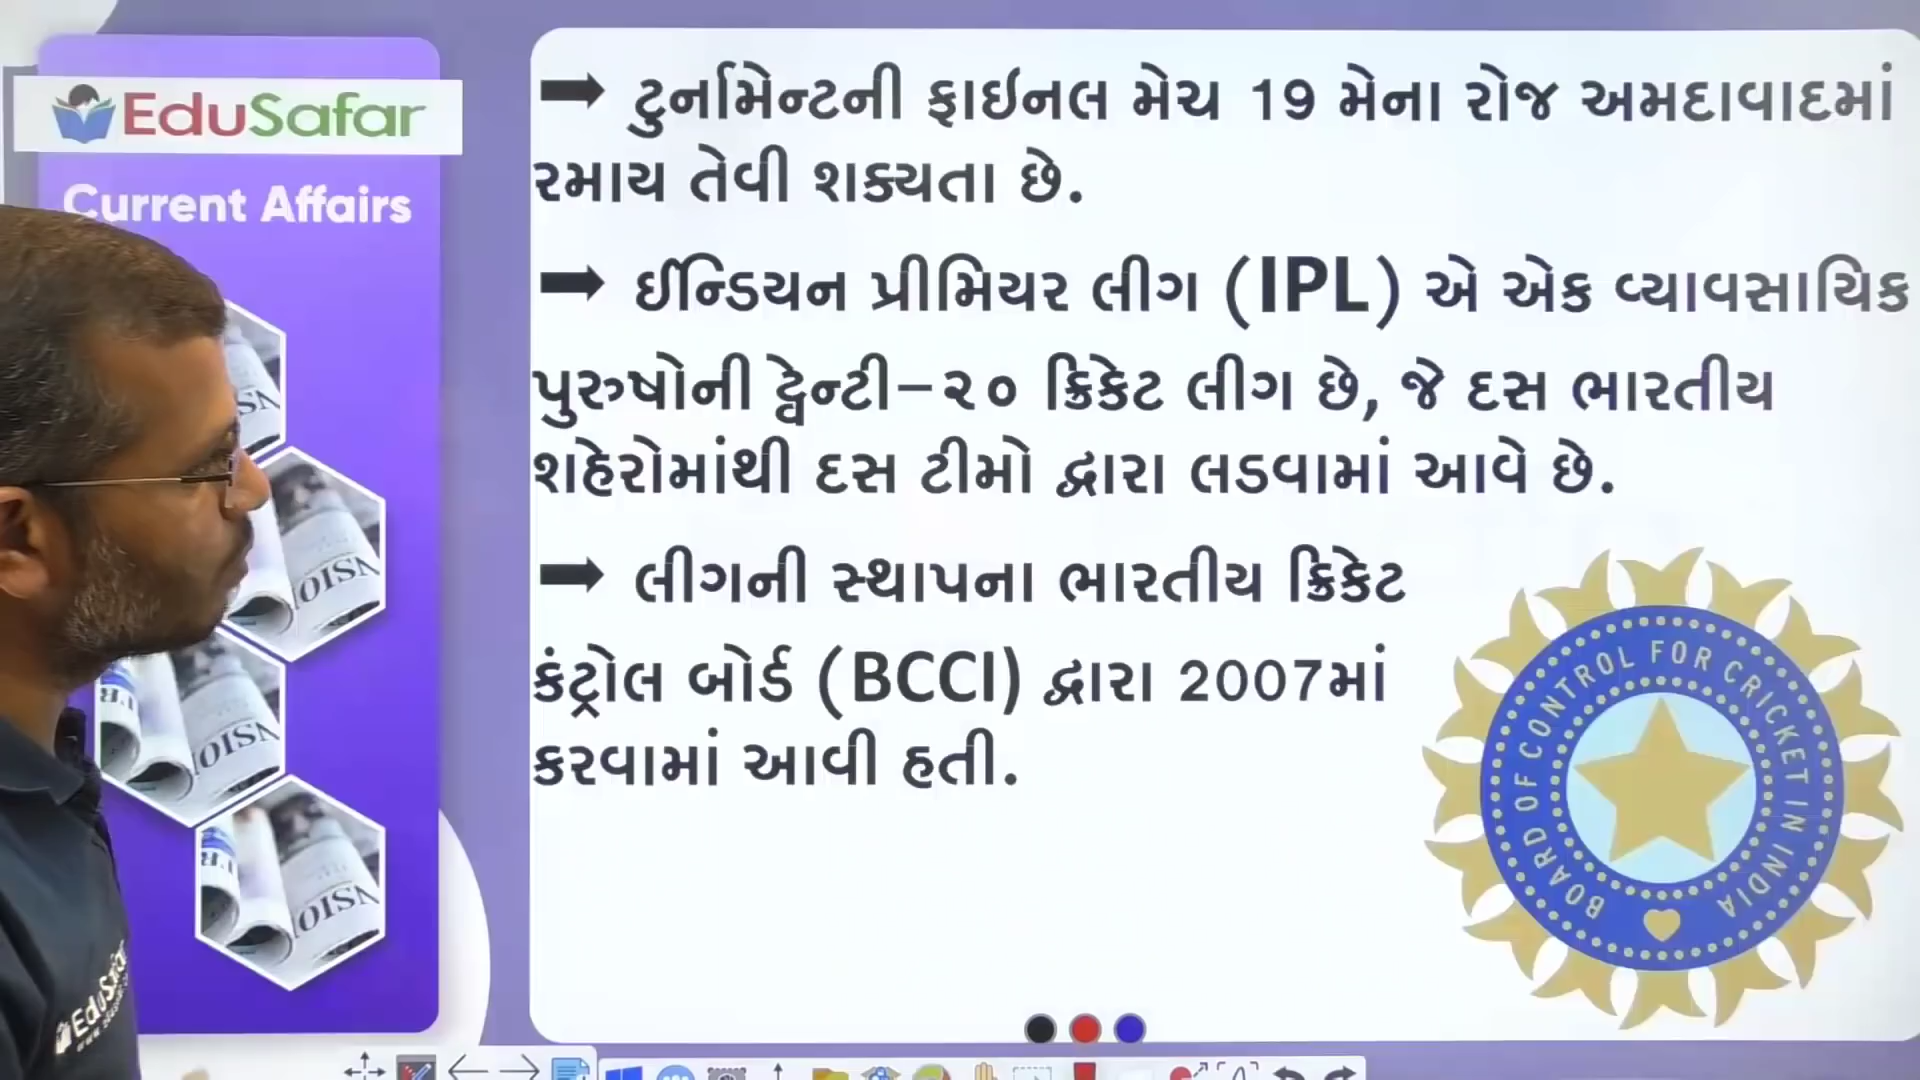 EduSafar
Current Affairs
➡ ટુર્નામેન્ટની ફાઇનલ મેચ 19 મેના રોજ અમદાવાદમાં
રમાય તેવી શક્યતા છે.
➡ ઈન્ડિયન પ્રીમિયર લીગ (IPL) એ એક વ્યાવસાયિક
પુરુષોની ટ્વેન્ટી-૨૦ ક્રિકેટ લીગ છે, જે દસ ભારતીય
શહેરોમાંથી દસ ટીમો દ્વારા લડવામાં આવે છે.
➡ લીગની સ્થાપના ભારતીય ક્રિકેટ
કંટ્રોલ બોર્ડ (BCCI) દ્વારા 2007માં
કરવામાં આવી હતી.
BOARD OF CONTROL FOR CRICKET IN INDIA
EduSafar